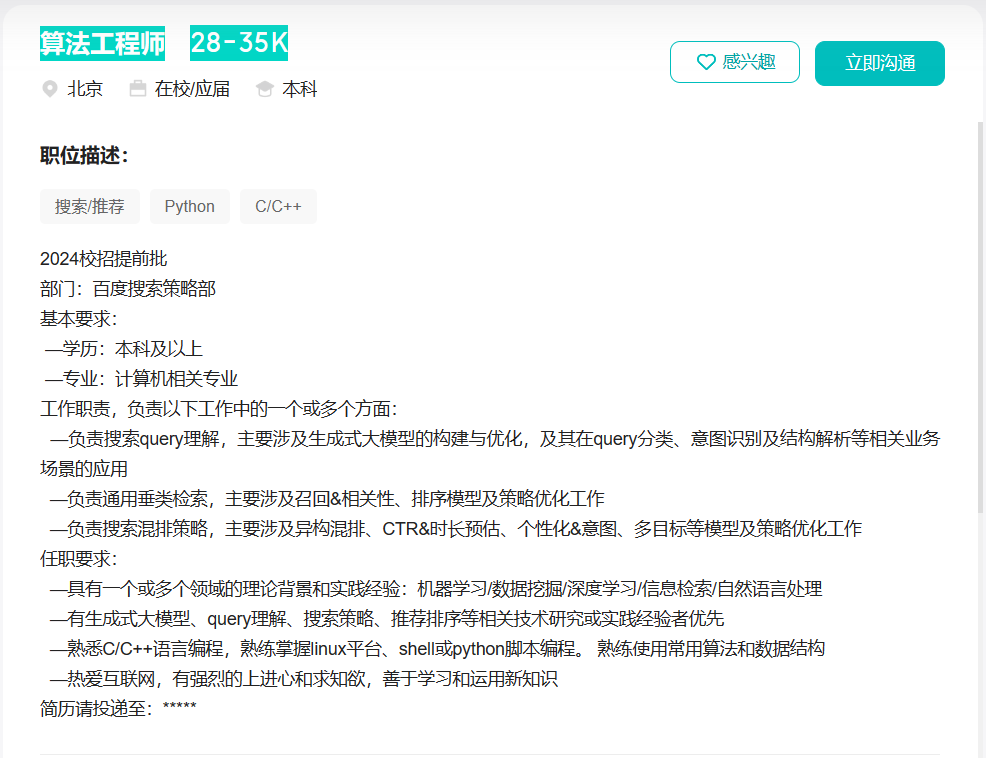 算法工程师 28-35K
感兴趣 立即沟通
北京 在校/应届 本科
职位描述：
搜索/推荐 Python C/C++
2024校招提前批
部门：百度搜索策略部
基本要求：
—学历：本科及以上
—专业：计算机相关专业
工作职责，负责以下工作中的一个或多个方面：
—负责搜索query理解，主要涉及生成式大模型的构建与优化，及其在query分类、意图识别及结构解析等相关业务
场景的应用
—负责通用垂类检索，主要涉及召回&相关性、排序模型及策略优化工作
—负责搜索混排策略，主要涉及异构混排、CTR&时长预估、个性化&意图、多目标等模型及策略优化工作
任职要求：
—具有一个或多个领域的理论背景和实践经验：机器学习/数据挖掘/深度学习/信息检索/自然语言处理
—有生成式大模型、query理解、搜索策略、推荐排序等相关技术研究或实践经验者优先
—熟悉C/C++语言编程，熟练掌握linux平台、shell或python脚本编程。 熟练使用常用算法和数据结构
—热爱互联网，有强烈的上进心和求知欲，善于学习和运用新知识
简历请投递至：*****